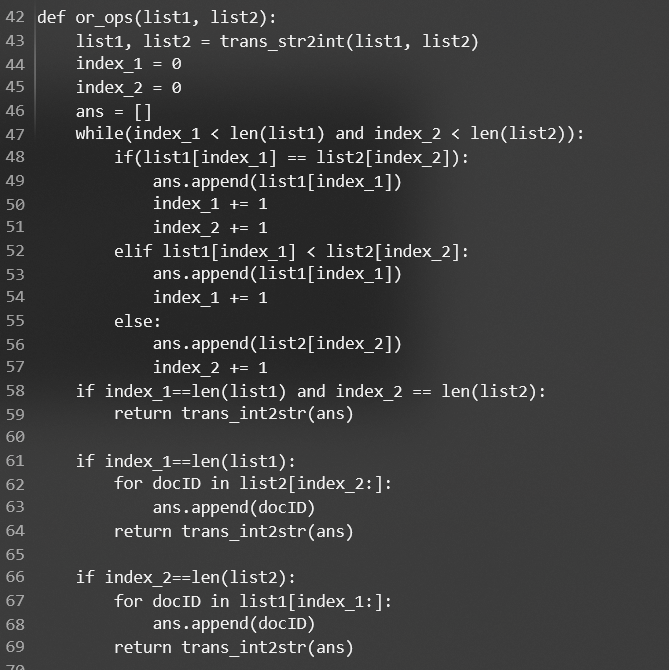 42 def or_ops(list1, list2):
43     list1, list2 = trans_str2int(list1, list2)
44     index_1 = 0
45     index_2 = 0
46     ans = []
47     while(index_1 < len(list1) and index_2 < len(list2)):
48         if(list1[index_1] == list2[index_2]):
49             ans.append(list1[index_1])
50             index_1 += 1
51             index_2 += 1
52         elif list1[index_1] < list2[index_2]:
53             ans.append(list1[index_1])
54             index_1 += 1
55         else:
56             ans.append(list2[index_2])
57             index_2 += 1
58     if index_1==len(list1) and index_2 == len(list2):
59         return trans_int2str(ans)
60
61     if index_1==len(list1):
62         for docID in list2[index_2:]:
63             ans.append(docID)
64         return trans_int2str(ans)
65
66     if index_2==len(list2):
67         for docID in list1[index_1:]:
68             ans.append(docID)
69         return trans_int2str(ans)